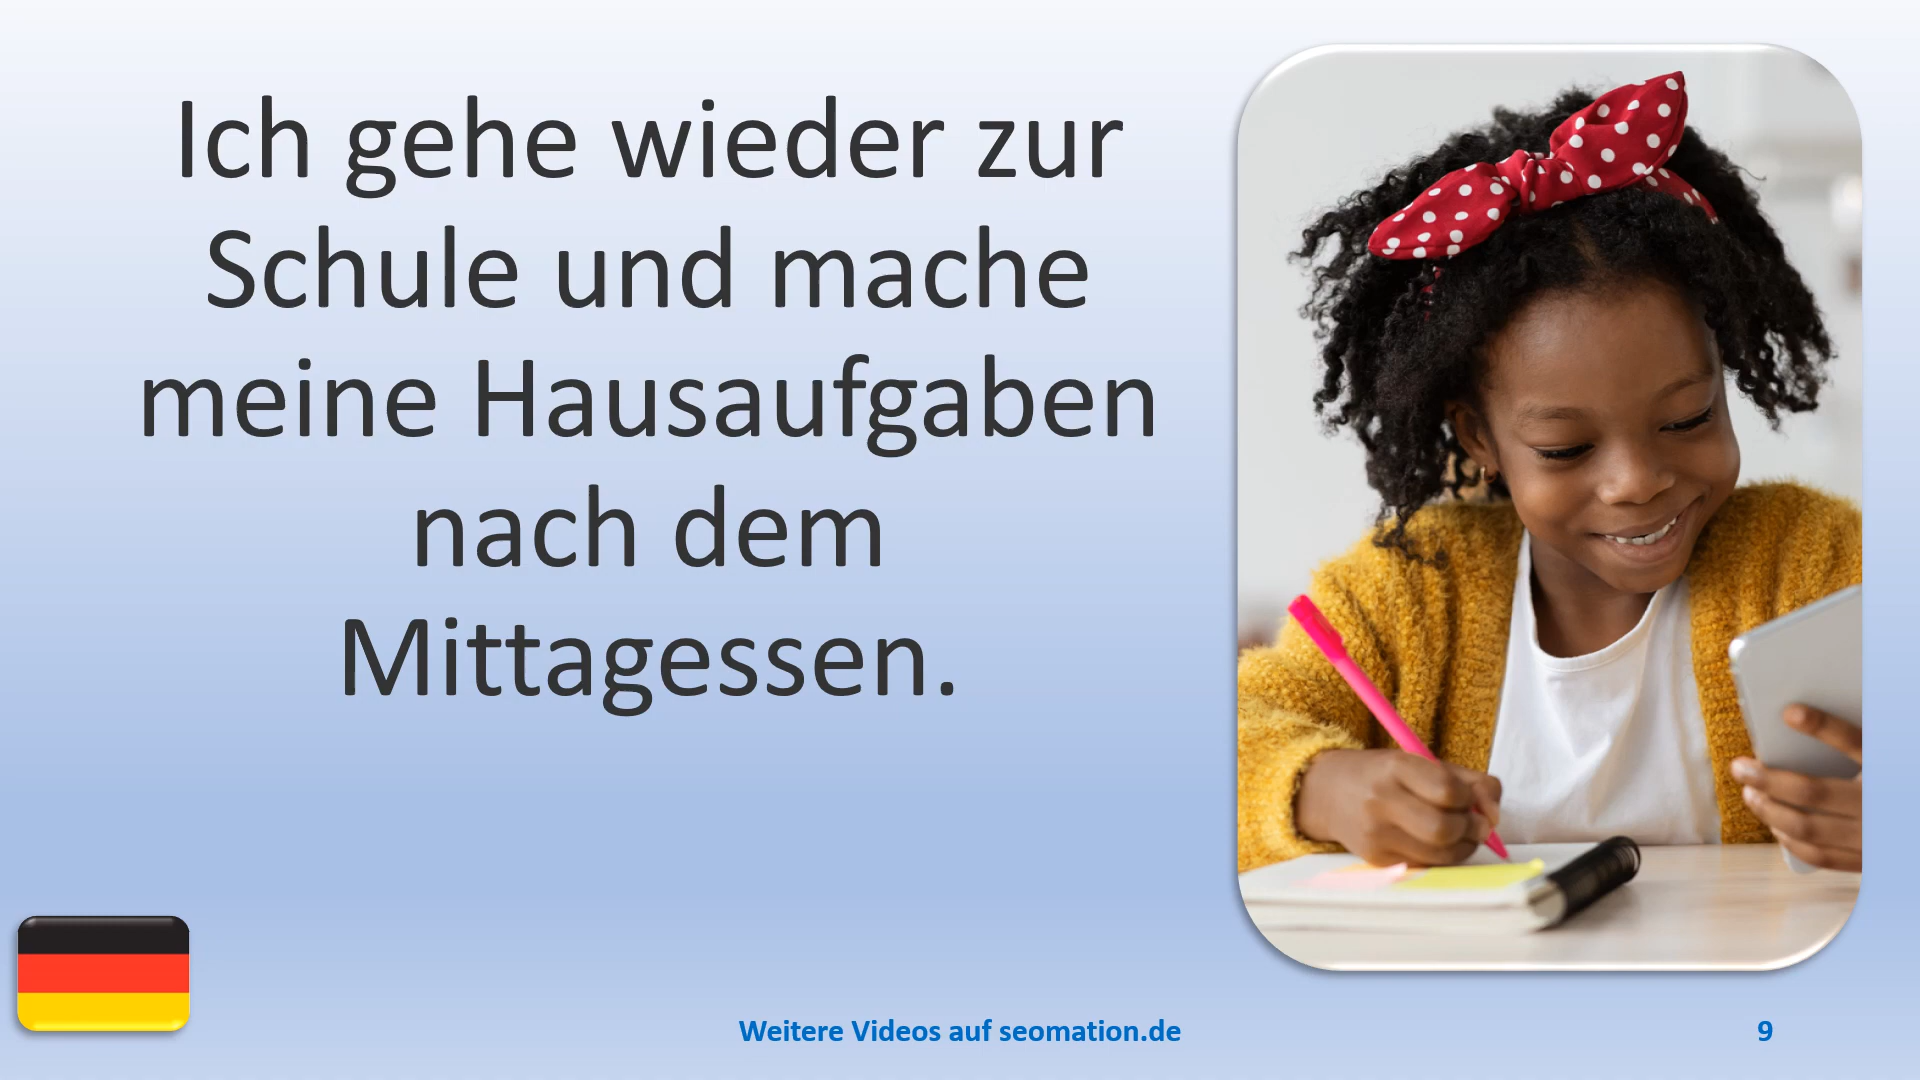 Ich gehe wieder zur
Schule und mache
meine Hausaufgaben
nach dem
Mittagessen.
Weitere Videos auf seomation.de
9